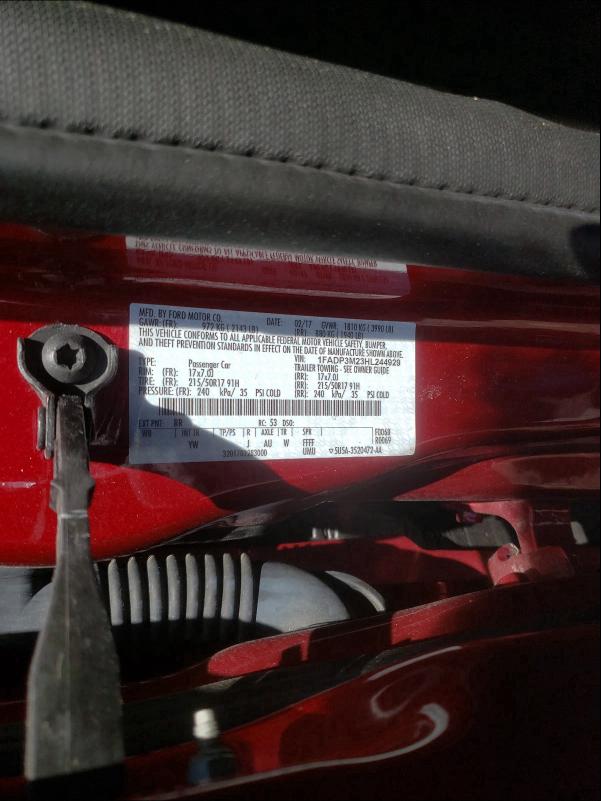 MFD. BY FORD MOTOR CO.
DATE: 02/17 GVWR: 1810 KG ( 3990 LB)
GAWR: (FR): 972 KG ( 2143 LB) (RR): 880 KG ( 1940 LB)
THIS VEHICLE CONFORMS TO ALL APPLICABLE FEDERAL MOTOR VEHICLE SAFETY, BUMPER,
AND THEFT PREVENTION STANDARDS IN EFFECT ON THE DATE OF MANUFACTURE SHOWN ABOVE.
VIN: 1FADP3M23HL244929
TYPE: Passenger Car TRAILER TOWING - SEE OWNER GUIDE
RIM: (FR) 17x7.0J (RR): 17x7.0J
TIRE: (FR) 215/50R17 91H (RR): 215/50R17 91H
PRESSURE: (FR): 240 kPa/ 35 PSI COLD (RR): 240 kPa/ 35 PSI COLD
EXT PNT: RR RC: 53 DSO:
WB INT TR TP/PS R AXLE TR SPR F0068
YW J AU W FFFF R0069
3201703283000 UMU 5U5A-3520472-AA